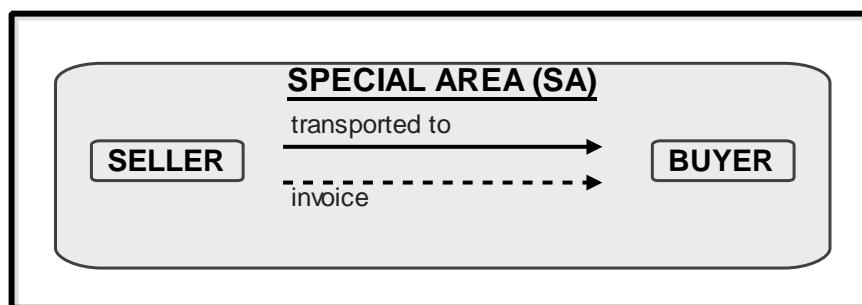 SPECIAL AREA (SA)
transported to
SELLER
BUYER
invoice